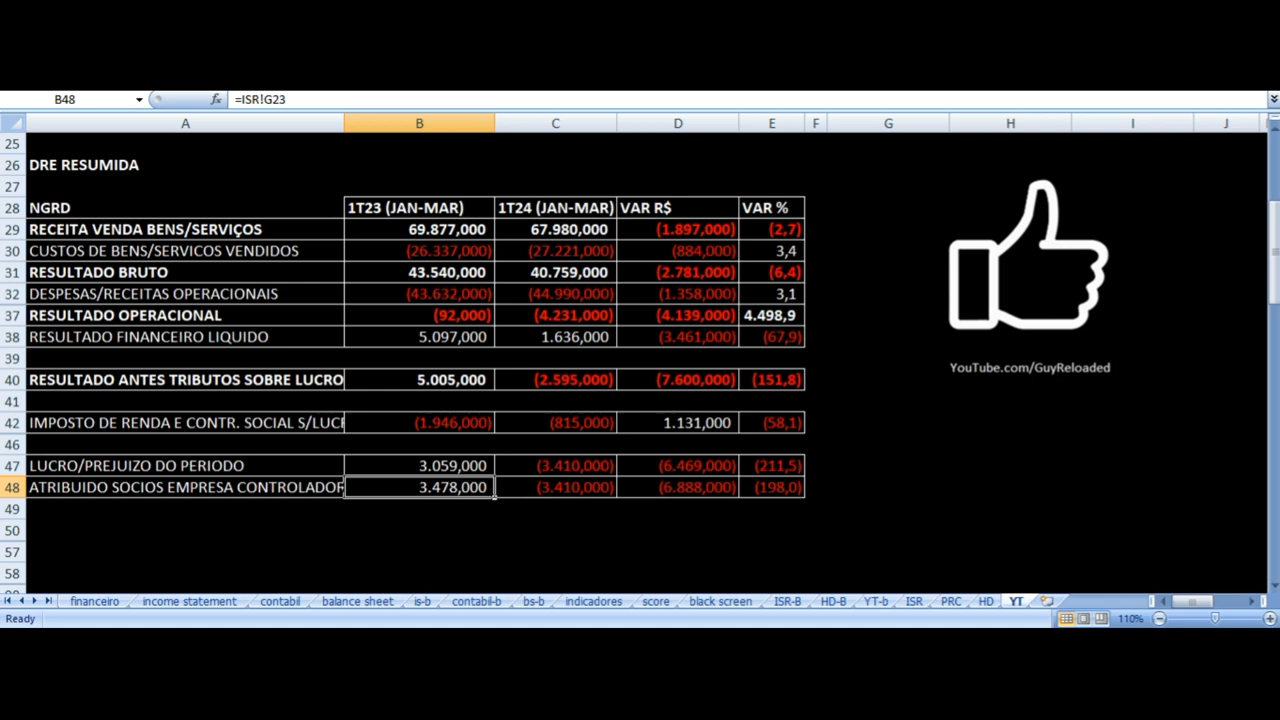 B48 fx =ISR!G23
A B C D E F G H I J
25
26 DRE RESUMIDA
27
28 NGRD 1T23 (JAN-MAR) 1T24 (JAN-MAR) VAR R$ VAR %
29 RECEITA VENDA BENS/SERVIÇOS 69.877,000 67.980,000 (1.897,000) (2,7)
30 CUSTOS DE BENS/SERVICOS VENDIDOS (26.337,000) (27.221,000) (884,000) 3,4
31 RESULTADO BRUTO 43.540,000 40.759,000 (2.781,000) (6,4)
32 DESPESAS/RECEITAS OPERACIONAIS (43.632,000) (44.990,000) (1.358,000) 3,1
37 RESULTADO OPERACIONAL (92,000) (4.231,000) (4.139,000) 4.498,9
38 RESULTADO FINANCEIRO LIQUIDO 5.097,000 1.636,000 (3.461,000) (67,9)
YouTube.com/GuyReloaded
39
40 RESULTADO ANTES TRIBUTOS SOBRE LUCRO 5.005,000 (2.595,000) (7.600,000) (151,8)
41
42 IMPOSTO DE RENDA E CONTR. SOCIAL S/LUCR (1.946,000) (815,000) 1.131,000 (58,1)
46
47 LUCRO/PREJUIZO DO PERIODO 3.059,000 (3.410,000) (6.469,000) (211,5)
48 ATRIBUIDO SOCIOS EMPRESA CONTROLADOR 3.478,000 (3.410,000) (6.888,000) (198,0)
49
50
57
58
financeiro income statement contabil balance sheet is-b contabil-b bs-b indicadores score black screen ISR-B HD-B YT-b ISR PRC HD YT
Ready 110%